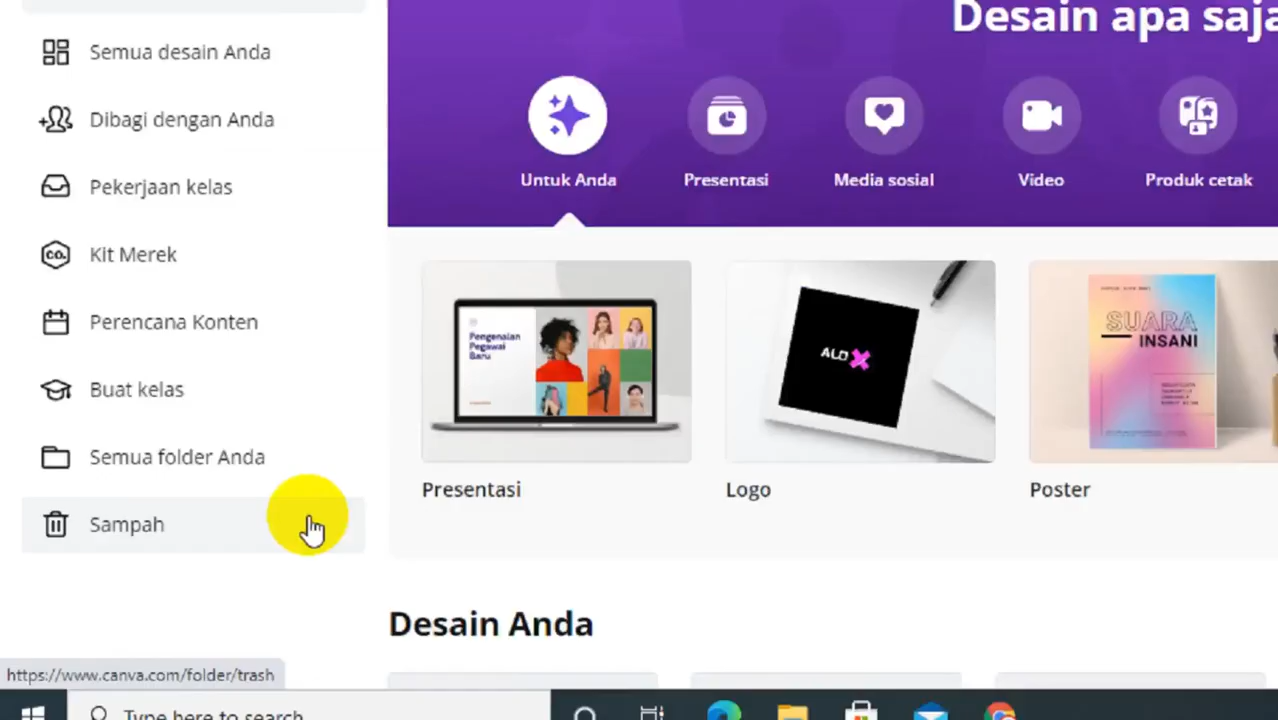 Desain apa saja
Semua desain Anda
Dibagi dengan Anda
Pekerjaan kelas
Kit Merek
CO.
Perencana Konten
Buat kelas
Semua folder Anda
Sampah
Untuk Anda
Presentasi
Media sosial
Video
Produk cetak
Pengenalan
Pegawai
Baru
ALO
SUARA
INSANI
Presentasi
Logo
Poster
Desain Anda
https://www.canva.com/folder/trash
Type here to search